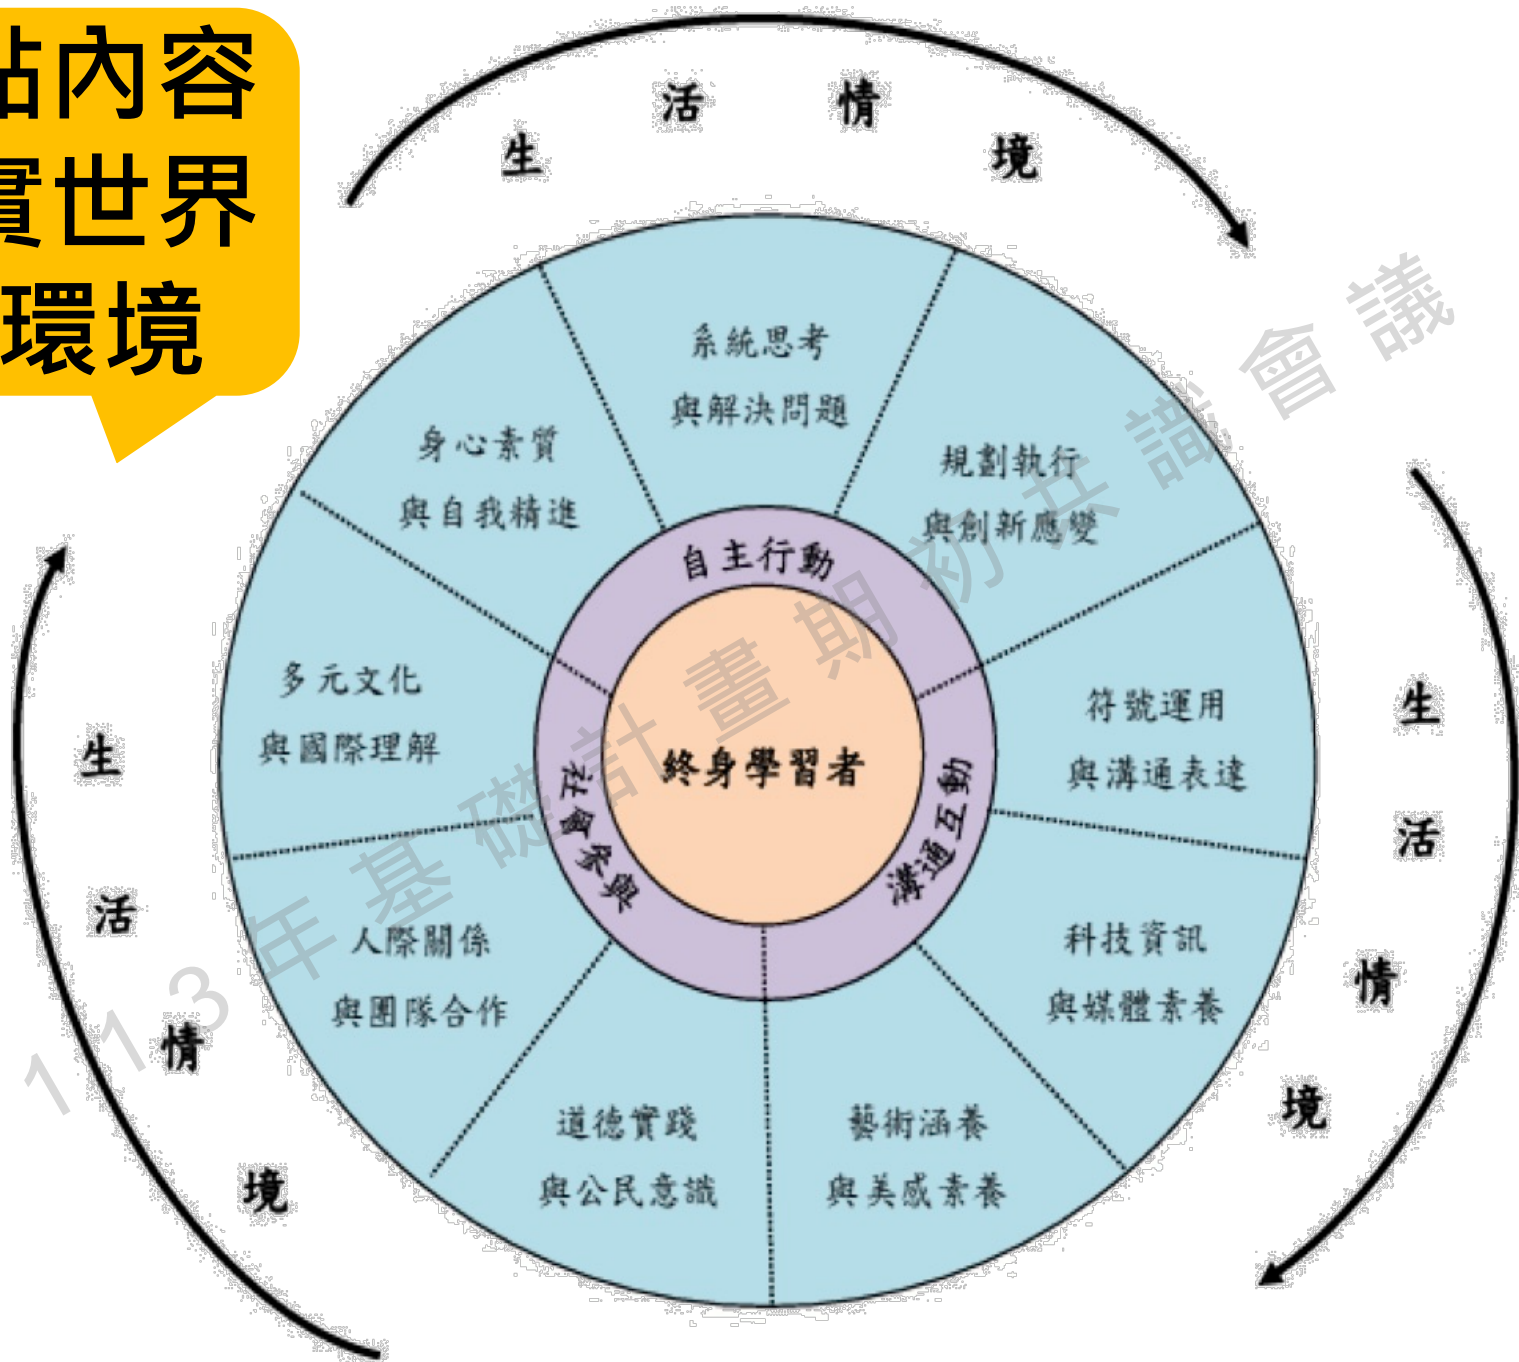 內容
世界
環境
生活情境
系統思考
與解決問題
身心素質
與自我精進
規劃執行
與創新應變
自主行動
多元文化
與國際理解
終身學習者
社會參與
溝通互動
符號運用
與溝通表達
生活情境
生活情境
人際關係
與團隊合作
科技資訊
與媒體素養
道德實踐
與公民意識
藝術涵養
與美感素養
113年基礎計畫期初共識會議